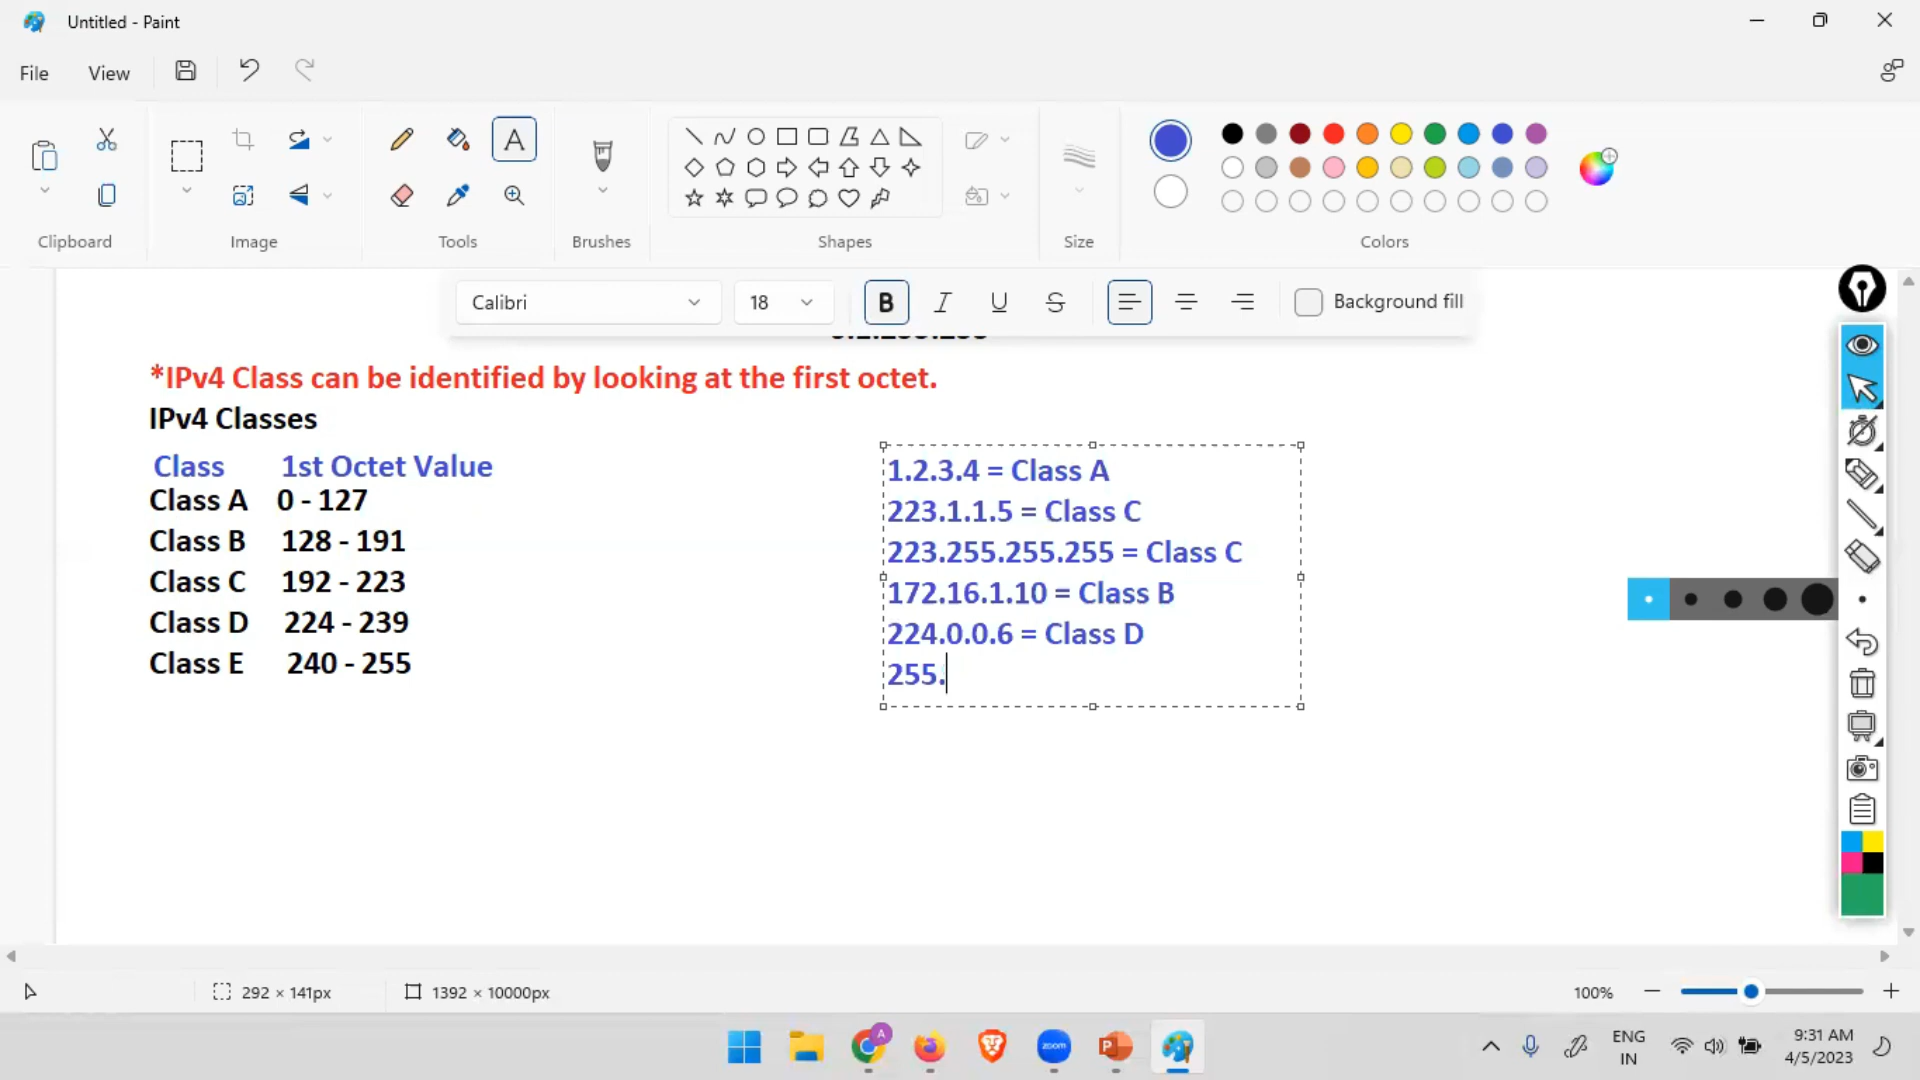 Untitled - Paint
File View
Clipboard Image Tools Brushes Shapes Size Colors
Calibri 18 B I U S Background fill
*IPv4 Class can be identified by looking at the first octet.
IPv4 Classes
Class 1st Octet Value
Class A 0 - 127
Class B 128 - 191
Class C 192 - 223
Class D 224 - 239
Class E 240 - 255
1.2.3.4 = Class A
223.1.1.5 = Class C
223.255.255.255 = Class C
172.16.1.10 = Class B
224.0.0.6 = Class D
255.
292 × 141px 1392 × 10000px 100%
zoom
ENG
IN
9:31 AM
4/5/2023